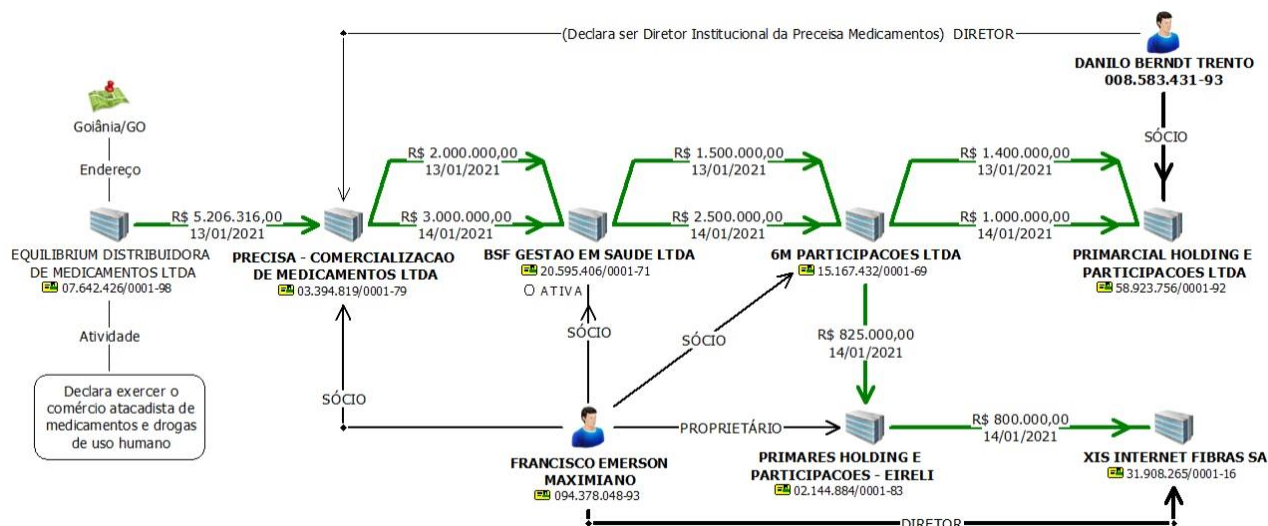 (Declara ser Diretor Institucional da Preceisa Medicamentos) DIRETOR
DANILO BERNDT TRENTO
008.583.431-93
SÓCIO
Goiânia/GO
Endereço
R$ 5.206.316,00
13/01/2021
R$ 2.000.000,00
13/01/2021
R$ 3.000.000,00
14/01/2021
R$ 1.500.000,00
13/01/2021
R$ 2.500.000,00
14/01/2021
R$ 1.400.000,00
13/01/2021
R$ 1.000.000,00
14/01/2021
EQUILIBRIUM DISTRIBUIDORA
DE MEDICAMENTOS LTDA
07.642.426/0001-98
PRECISA - COMERCIALIZACAO
DE MEDICAMENTOS LTDA
03.394.819/0001-79
BSF GESTAO EM SAUDE LTDA
20.595.406/0001-71
ATIVA
6M PARTICIPACOES LTDA
15.167.432/0001-69
PRIMARCIAL HOLDING E
PARTICIPACOES LTDA
58.923.756/0001-92
Atividade
Declara exercer o
comércio atacadista de
medicamentos e drogas
de uso humano
SÓCIO
SÓCIO
SÓCIO
R$ 825.000,00
14/01/2021
FRANCISCO EMERSON
MAXIMIANO
094.378.048-93
PROPRIETÁRIO
PRIMARES HOLDING E
PARTICIPACOES - EIRELI
02.144.884/0001-83
R$ 800.000,00
14/01/2021
XIS INTERNET FIBRAS SA
31.908.265/0001-16
DIRETOR